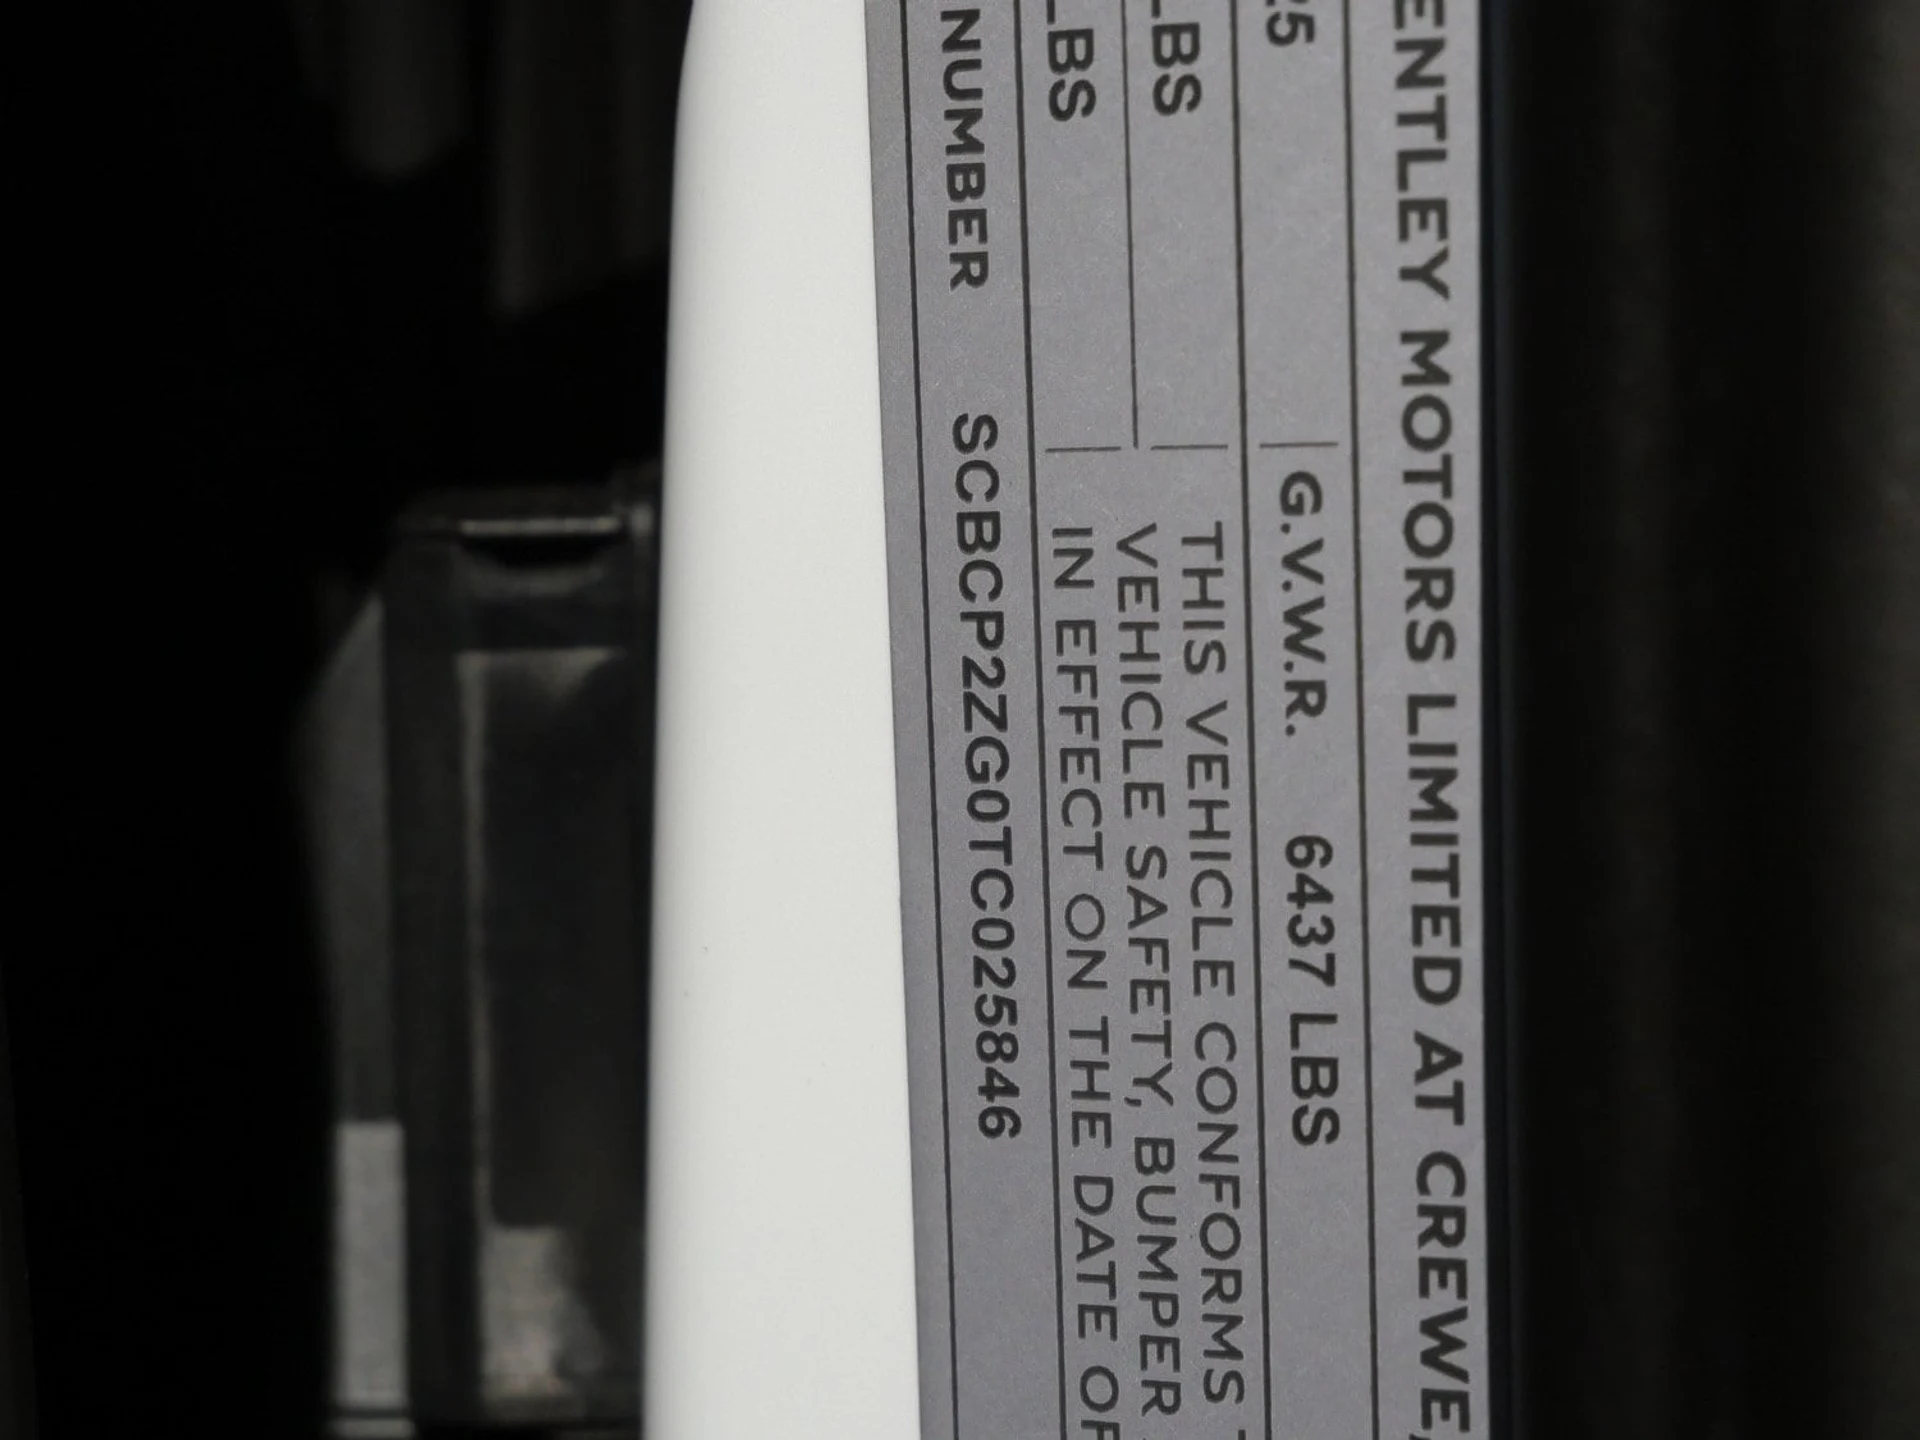 ENTLEY MOTORS LIMITED AT CREWE,
25 G.V.W.R. 6437 LBS
LBS THIS VEHICLE CONFORMS T
VEHICLE SAFETY, BUMPER
LBS IN EFFECT ON THE DATE OF
NUMBER SCBCP2ZG0TC025846